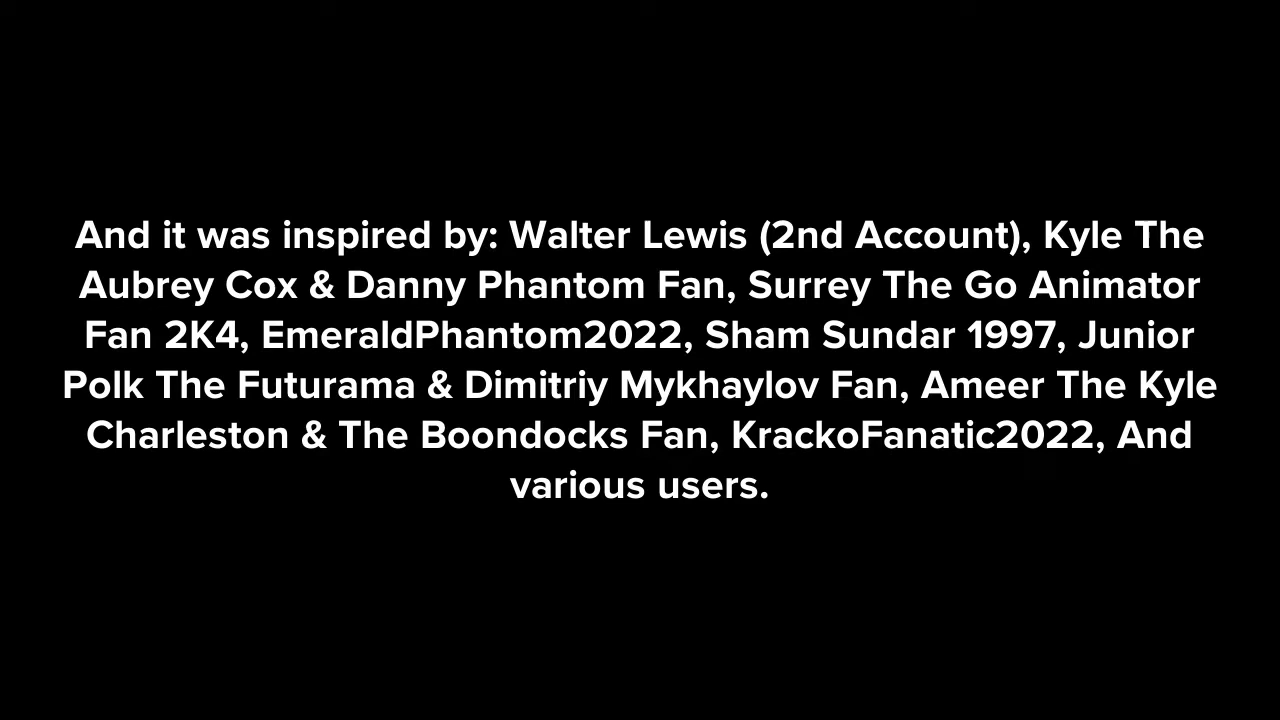 And it was inspired by: Walter Lewis (2nd Account), Kyle The
Aubrey Cox & Danny Phantom Fan, Surrey The Go Animator
Fan 2K4, EmeraldPhantom2022, Sham Sundar 1997, Junior
Polk The Futurama & Dimitriy Mykhaylov Fan, Ameer The Kyle
Charleston & The Boondocks Fan, KrackoFanatic2022, And
various users.